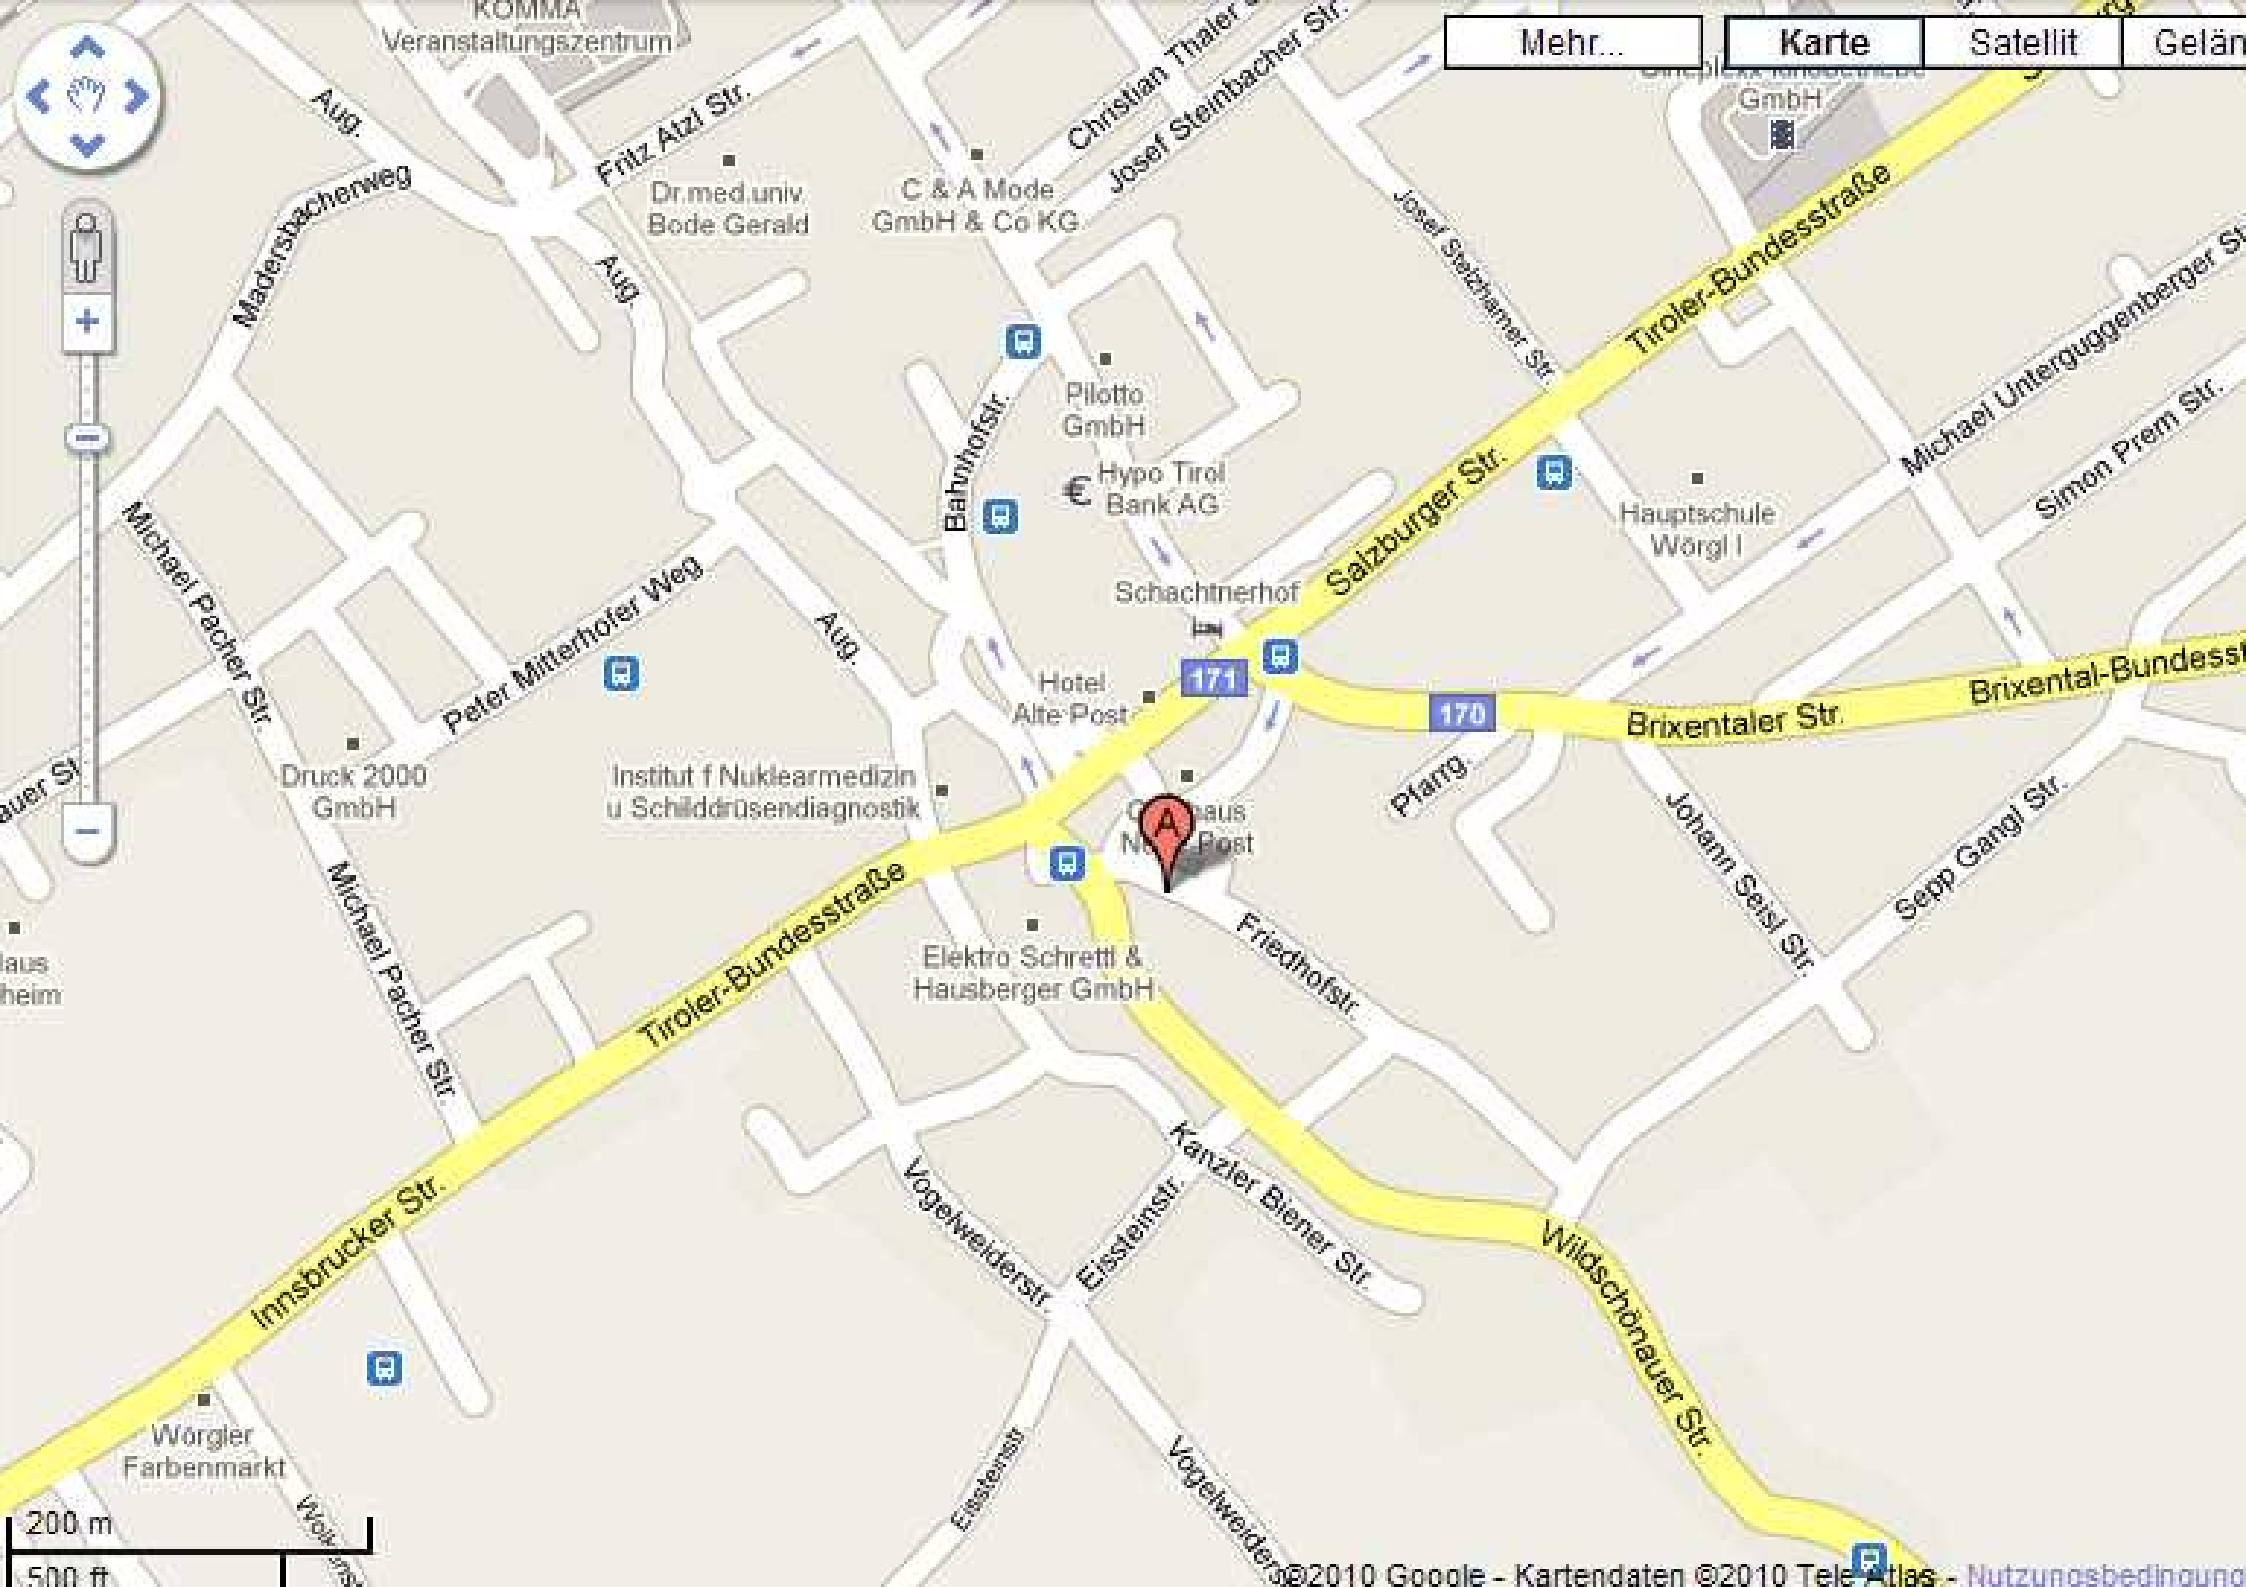 KOMMA
Veranstaltungszentrum
Mehr...
Karte
Satellit
GmbH
Aug.
Fritz Atzl Str.
Christian Thaler
Josef Steinbacher Str.
Madersbacherweg
Dr.med.univ.
Bode Gerald
C & A Mode
GmbH & Co KG
Josef Stelzhamer Str.
Tiroler-Bundesstraße
Aug.
Michael Unterguggenberger
Simon Prem Str.
Pilotto
GmbH
Bahnhofstr.
Hypo Tirol
Bank AG
€
Salzburger Str.
Hauptschule
Wörgl I
Michael Pacher Str.
Peter Mitterhofer Weg
Aug.
Schachtnerhof
171
170
Hotel
Alte Post
Brixentaler Str.
Brixental-Bundesst
Pfarrg.
Druck 2000
GmbH
Institut f Nuklearmedizin
u Schilddrüsendiagnostik
Post
A
Johann Seisl Str.
Sepp Gangl Str.
Michael Pacher Str.
Tiroler-Bundesstraße
Elektro Schrettl &
Hausberger GmbH
Friedhofstr.
Innsbrucker Str.
Vogelweiderstr.
Eissteinstr.
Kanzler Biener Str.
Wildschönauer Str.
Wörgler
Farbenmarkt
Eissteinstr
Vogelweiders
200 m
500 ft
©2010 Google - Kartendaten ©2010 Tele Atlas - Nutzungsbedingung